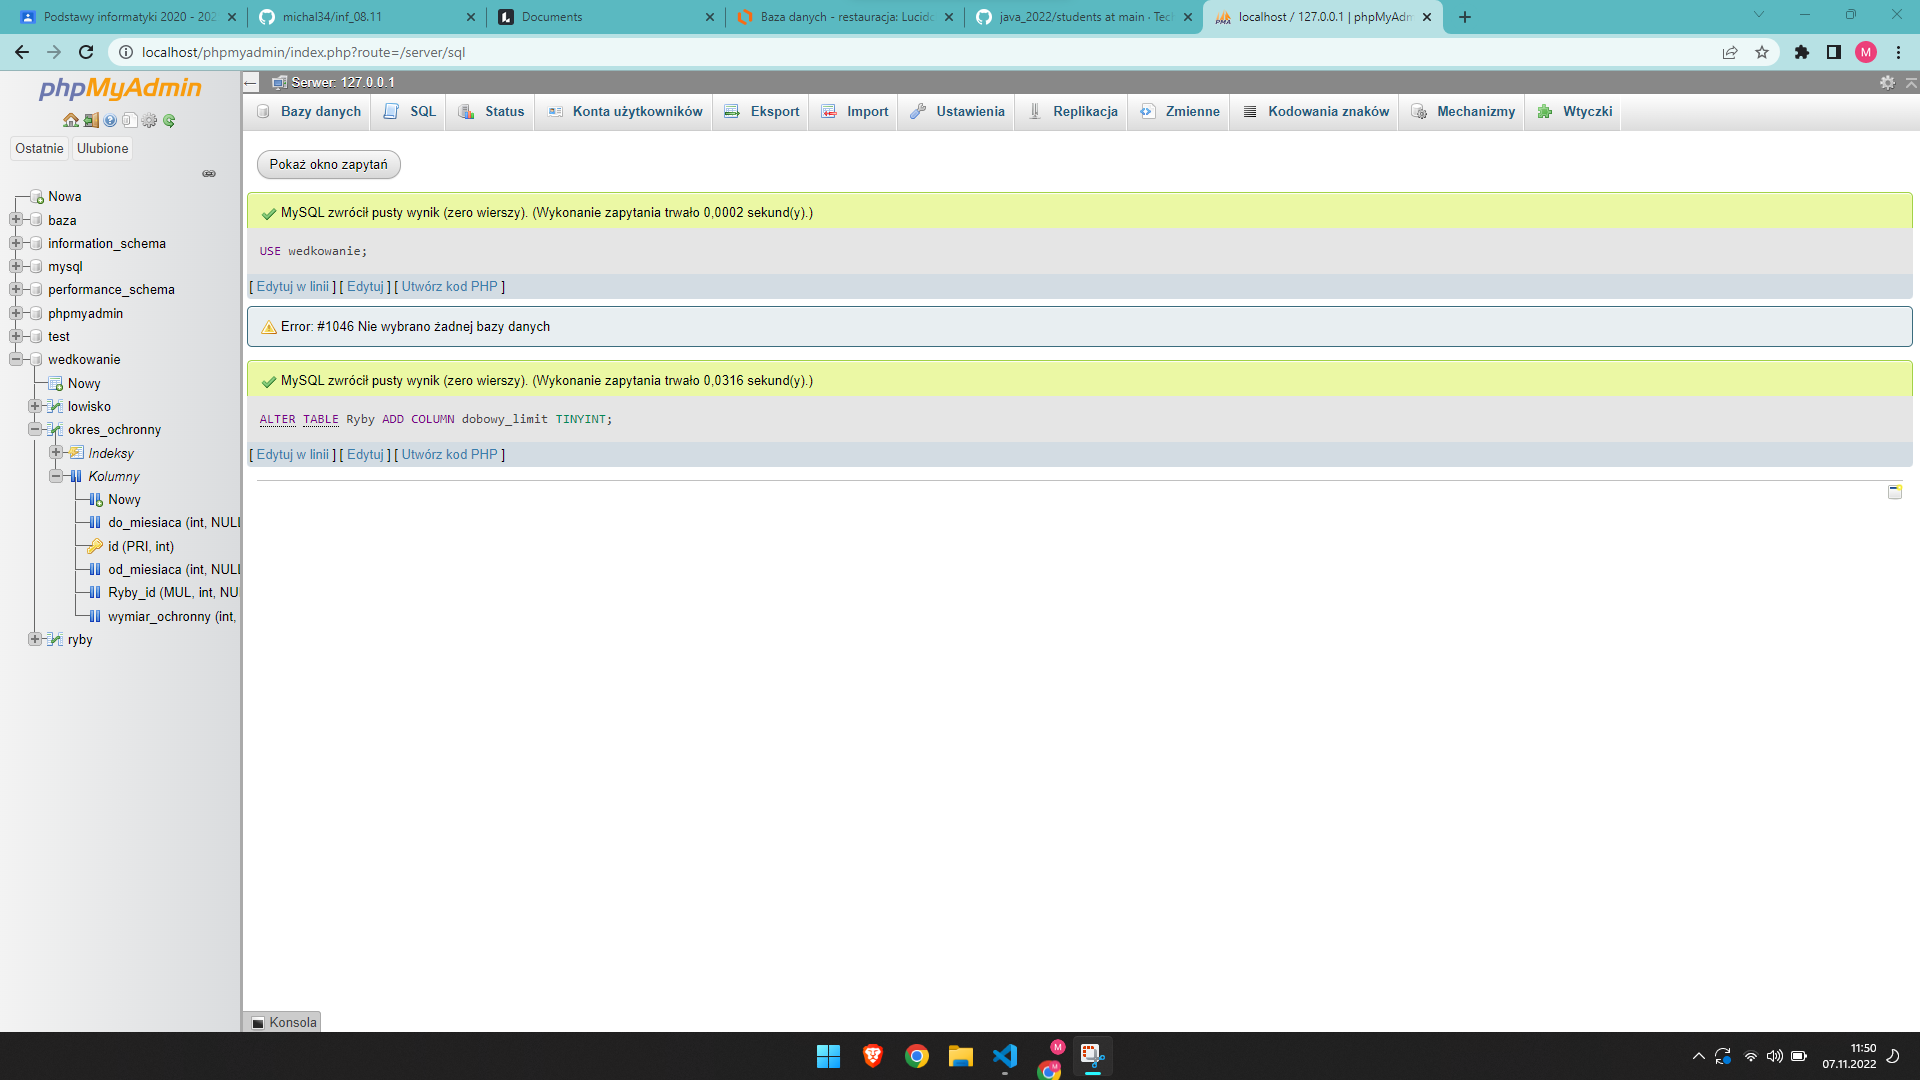 Podstawy informatyki 2020 - 202
michal34/inf_08.11
Documents
Baza danych - restauracja: Lucidc
java_2022/students at main · Tec
localhost / 127.0.0.1 | phpMyAdm
localhost/phpmyadmin/index.php?route=/server/sql
M
phpMyAdmin
Serwer: 127.0.0.1
Bazy danych
SQL
Status
Konta użytkowników
Eksport
Import
Ustawienia
Replikacja
Zmienne
Kodowania znaków
Mechanizmy
Wtyczki
Ostatnie
Ulubione
Nowa
baza
information_schema
mysql
performance_schema
phpmyadmin
test
wedkowanie
Nowy
lowisko
okres_ochronny
Indeksy
Kolumny
Nowy
do_miesiaca (int, NULL
id (PRI, int)
od_miesiaca (int, NULL
Ryby_id (MUL, int, NU
wymiar_ochronny (int,
ryby
Pokaż okno zapytań
MySQL zwrócił pusty wynik (zero wierszy). (Wykonanie zapytania trwało 0,0002 sekund(y).)
USE wedkowanie;
[ Edytuj w linii ] [ Edytuj ] [ Utwórz kod PHP ]
Error: #1046 Nie wybrano żadnej bazy danych
MySQL zwrócił pusty wynik (zero wierszy). (Wykonanie zapytania trwało 0,0316 sekund(y).)
ALTER TABLE Ryby ADD COLUMN dobowy_limit TINYINT;
[ Edytuj w linii ] [ Edytuj ] [ Utwórz kod PHP ]
Konsola
M
11:50
07.11.2022